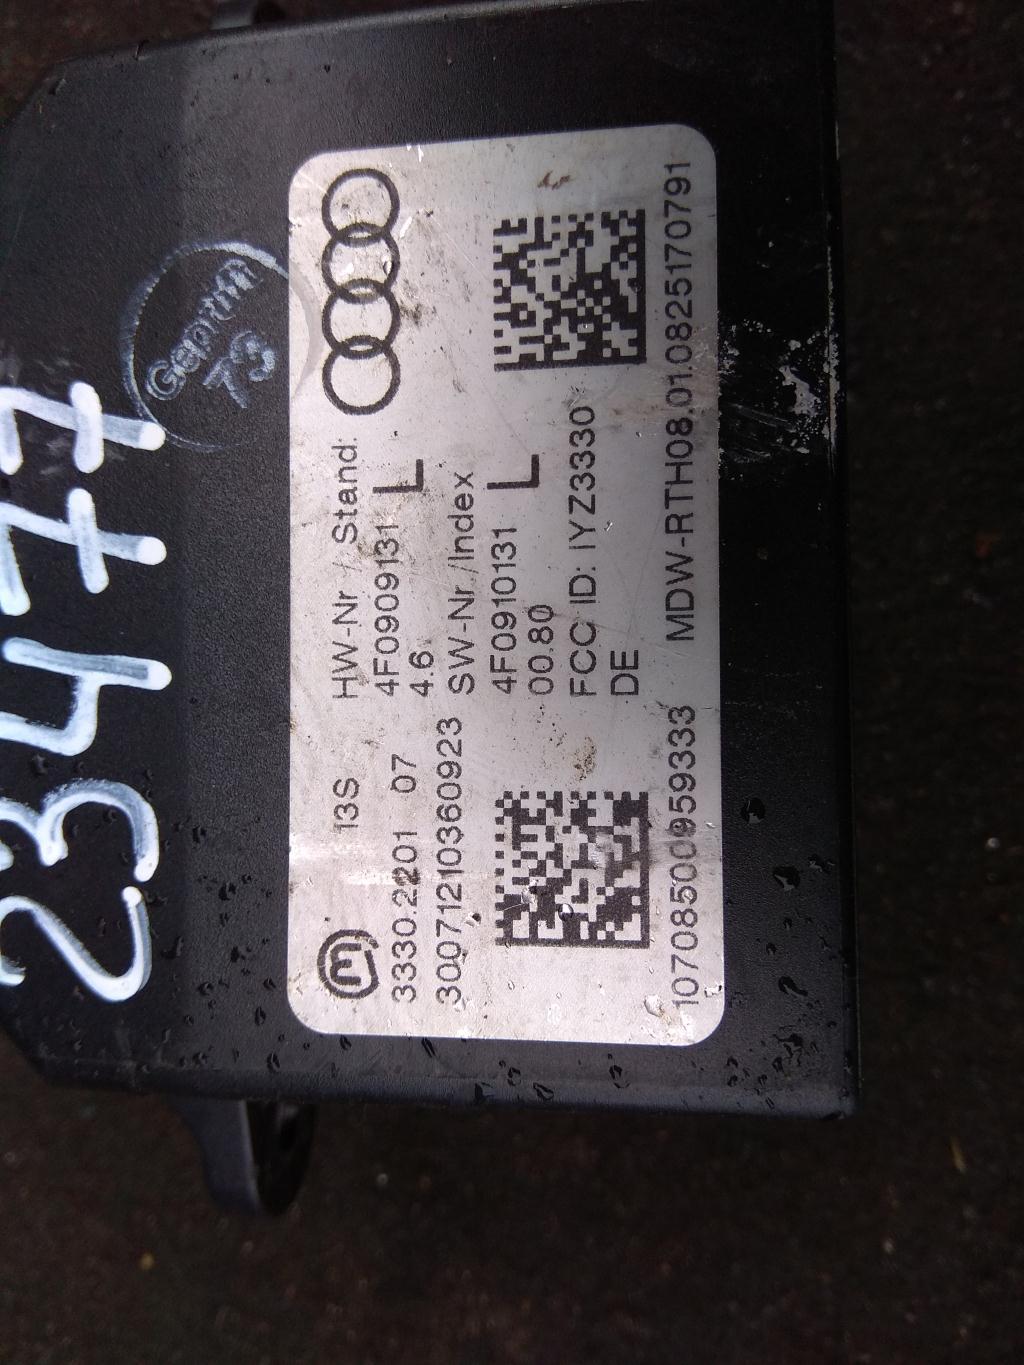 23477
Geprüft
73
13S
3330.2201 07
30071210360923
HW-Nr / Stand:
4F0909131 L
4.6
SW-Nr./Index
4F0910131 L
00.80
FCC ID: IYZ3330
DE
10708500959333 MDW-RTH08.01.0825170791